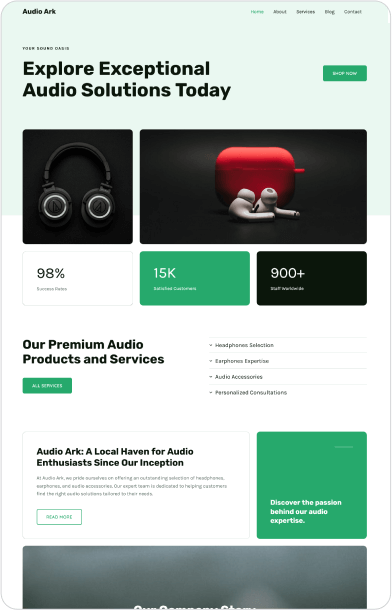 Audio Ark
Home About Services Blog Contact
YOUR SOUND OASIS
Explore Exceptional
Audio Solutions Today
SHOP NOW
98%
Success Rates
15K
Satisfied Customers
900+
Staff Worldwide
Our Premium Audio
Products and Services
ALL SERVICES
Headphones Selection
Earphones Expertise
Audio Accessories
Personalized Consultations
Audio Ark: A Local Haven for Audio
Enthusiasts Since Our Inception
At Audio Ark, we pride ourselves on offering an outstanding selection of headphones,
earphones, and audio accessories. Our expert team is dedicated to helping customers
find the right audio solutions tailored to their needs.
READ MORE
Discover the passion
behind our audio
expertise.
Our Company Story